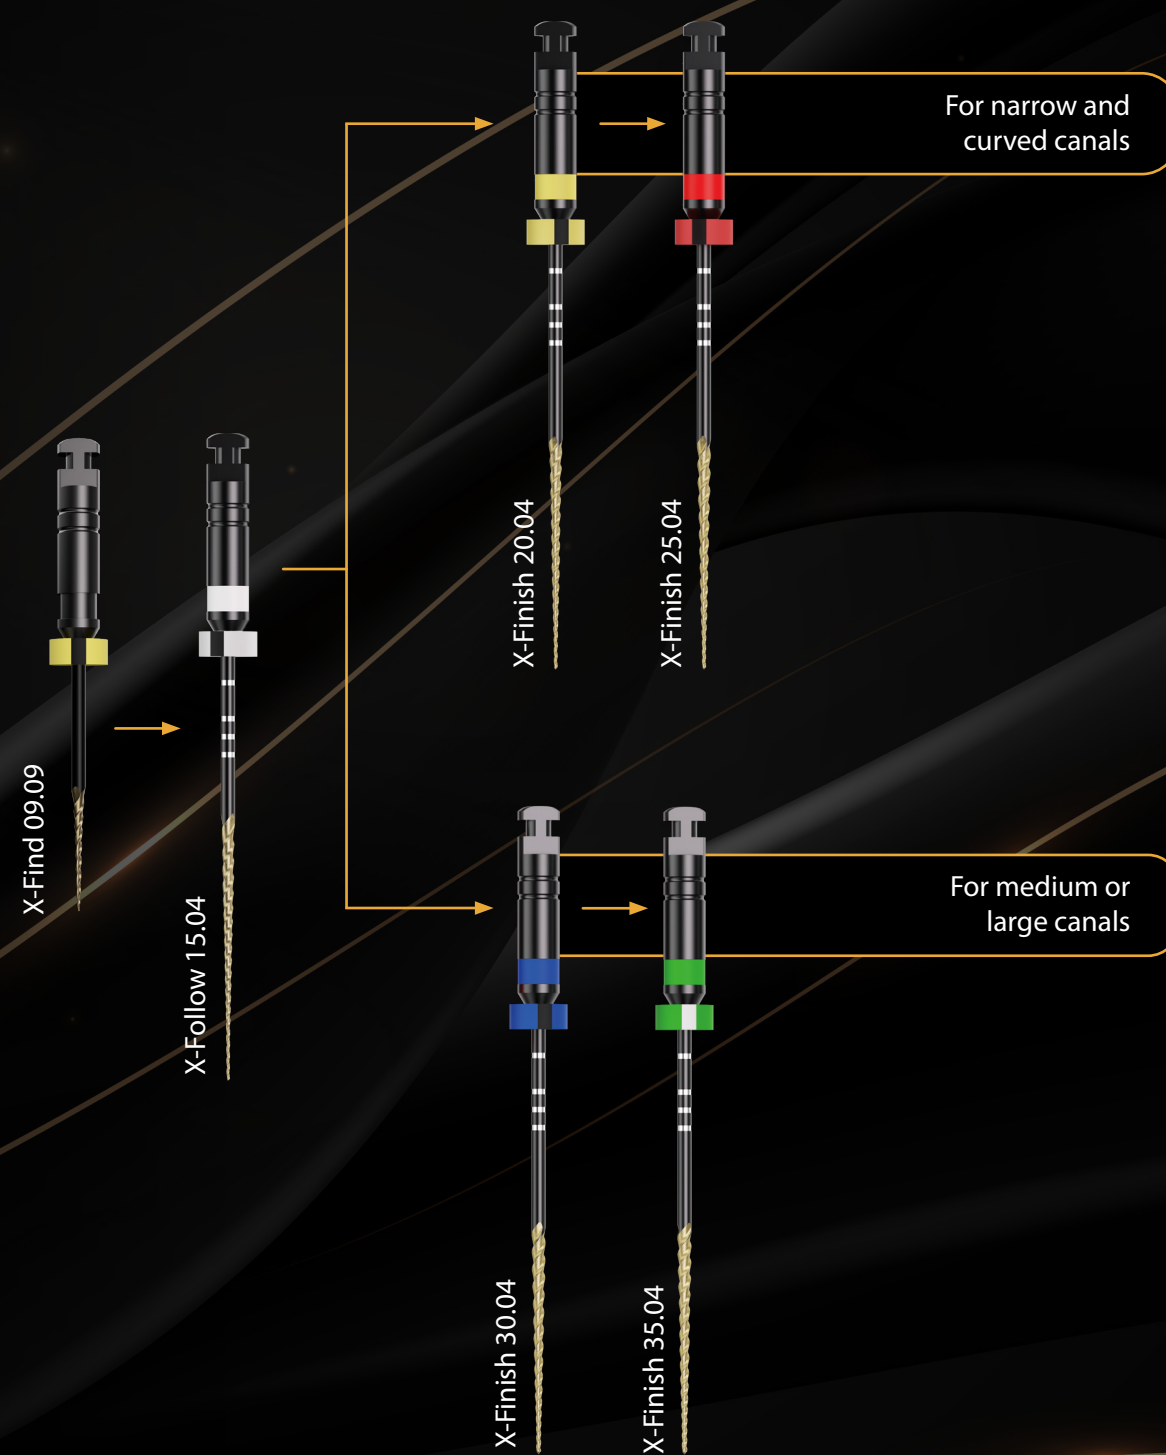 For narrow and
curved canals
X-Finish 20.04
X-Finish 25.04
X-Find 09.09
X-Follow 15.04
For medium or
large canals
X-Finish 30.04
X-Finish 35.04